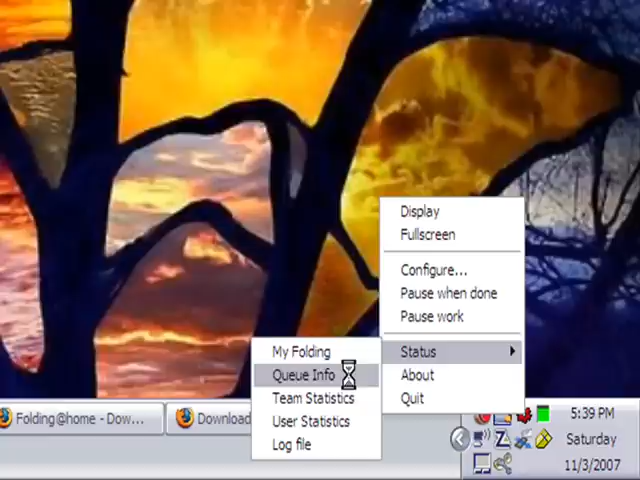 Display
Fullscreen
Configure...
Pause when done
Pause work
Status
About
Quit
My Folding
Queue Info
Team Statistics
User Statistics
Log file
Folding@home - Dow...
Download
5:39 PM
Saturday
11/3/2007